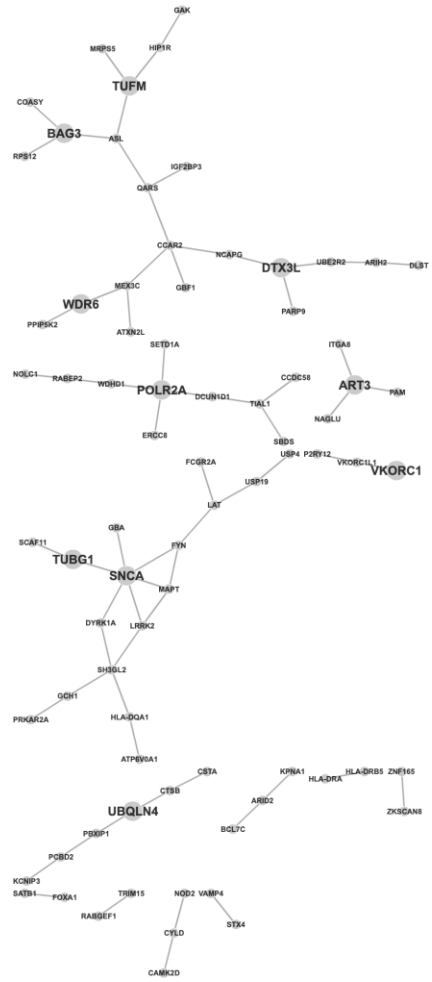 GAK
MRPS5
HIP1R
TUFM
COASY
BAG3
ASL
RPS12
IGF2BP3
QARS
CCAR2
NCAPG
DTX3L
UBE2R2
ARIH2
DLST
MEX3C
GBF1
WDR6
PARP9
PPIP5K2
ATXN2L
SETD1A
ITGA8
NOLC1
RABEP2
WDHD1
POLR2A
DCUN1D1
CCDC58
ART3
PAM
TIAL1
NAGLU
ERCC8
SBDS
USP4
P2RY12
FCGR2A
VKORC1L1
VKORC1
USP19
LAT
GBA
SCAF11
FYN
TUBG1
SNCA
MAPT
DYRK1A
LRRK2
SH3GL2
GCH1
PRKAR2A
HLA-DQA1
ATP6V0A1
CSTA
KPNA1
HLA-DRA
HLA-DRB5
ZNF165
CTSB
ARID2
UBQLN4
ZKSCAN8
BCL7C
PBXIP1
PCBD2
KCNIP3
SATB1
FOXA1
TRIM15
NOD2
VAMP4
RABGEF1
STX4
CYLD
CAMK2D